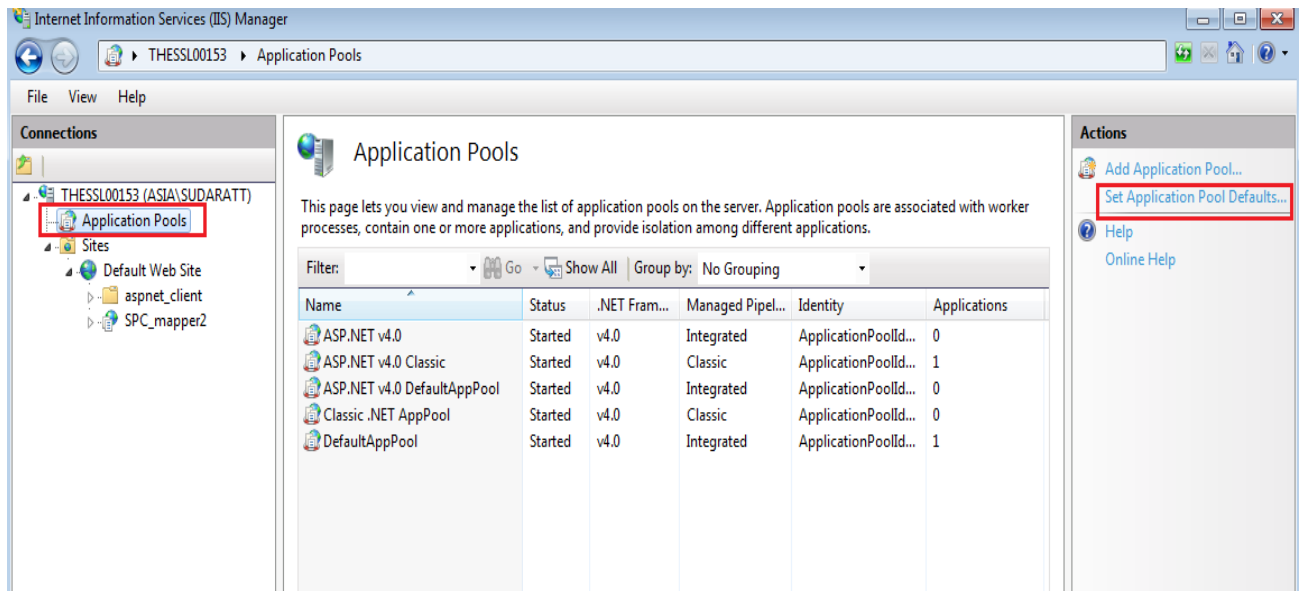 Internet Information Services (IIS) Manager
THESSL00153 Application Pools
File View Help
Connections
THESSL00153 (ASIA\SUDARATT)
Application Pools
Sites
Default Web Site
aspnet_client
SPC_mapper2
Application Pools
This page lets you view and manage the list of application pools on the server. Application pools are associated with worker
processes, contain one or more applications, and provide isolation among different applications.
Filter: Go Show All Group by: No Grouping
Name Status .NET Fram... Managed Pipel... Identity Applications
ASP.NET v4.0 Started v4.0 Integrated ApplicationPoolId... 0
ASP.NET v4.0 Classic Started v4.0 Classic ApplicationPoolId... 1
ASP.NET v4.0 DefaultAppPool Started v4.0 Integrated ApplicationPoolId... 0
Classic .NET AppPool Started v4.0 Classic ApplicationPoolId... 0
DefaultAppPool Started v4.0 Integrated ApplicationPoolId... 1
Actions
Add Application Pool...
Set Application Pool Defaults...
Help
Online Help